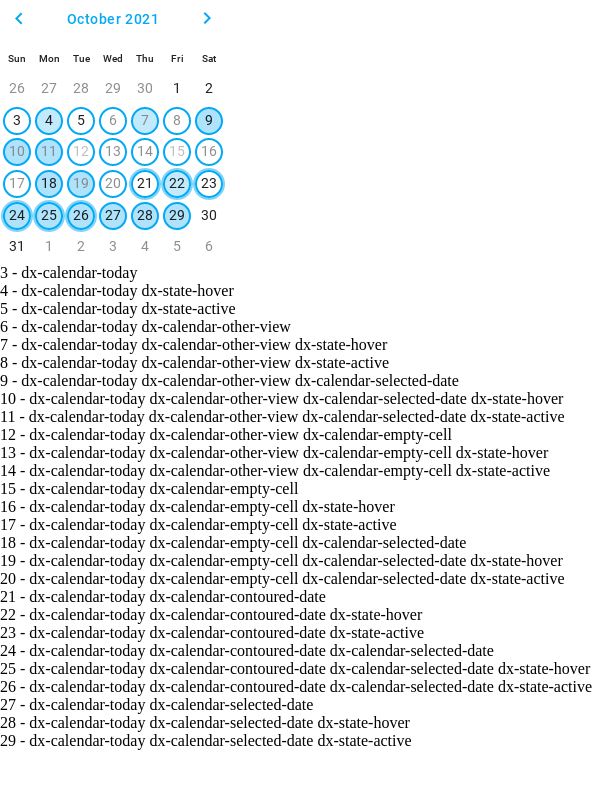 October 2021
Sun Mon Tue Wed Thu Fri Sat
26 27 28 29 30 1 2
3 4 5 6 7 8 9
10 11 12 13 14 15 16
17 18 19 20 21 22 23
24 25 26 27 28 29 30
31 1 2 3 4 5 6
3 - dx-calendar-today
4 - dx-calendar-today dx-state-hover
5 - dx-calendar-today dx-state-active
6 - dx-calendar-today dx-calendar-other-view
7 - dx-calendar-today dx-calendar-other-view dx-state-hover
8 - dx-calendar-today dx-calendar-other-view dx-state-active
9 - dx-calendar-today dx-calendar-other-view dx-calendar-selected-date
10 - dx-calendar-today dx-calendar-other-view dx-calendar-selected-date dx-state-hover
11 - dx-calendar-today dx-calendar-other-view dx-calendar-selected-date dx-state-active
12 - dx-calendar-today dx-calendar-other-view dx-calendar-empty-cell
13 - dx-calendar-today dx-calendar-other-view dx-calendar-empty-cell dx-state-hover
14 - dx-calendar-today dx-calendar-other-view dx-calendar-empty-cell dx-state-active
15 - dx-calendar-today dx-calendar-empty-cell
16 - dx-calendar-today dx-calendar-empty-cell dx-state-hover
17 - dx-calendar-today dx-calendar-empty-cell dx-state-active
18 - dx-calendar-today dx-calendar-empty-cell dx-calendar-selected-date
19 - dx-calendar-today dx-calendar-empty-cell dx-calendar-selected-date dx-state-hover
20 - dx-calendar-today dx-calendar-empty-cell dx-calendar-selected-date dx-state-active
21 - dx-calendar-today dx-calendar-contoured-date
22 - dx-calendar-today dx-calendar-contoured-date dx-state-hover
23 - dx-calendar-today dx-calendar-contoured-date dx-state-active
24 - dx-calendar-today dx-calendar-contoured-date dx-calendar-selected-date
25 - dx-calendar-today dx-calendar-contoured-date dx-calendar-selected-date dx-state-hover
26 - dx-calendar-today dx-calendar-contoured-date dx-calendar-selected-date dx-state-active
27 - dx-calendar-today dx-calendar-selected-date
28 - dx-calendar-today dx-calendar-selected-date dx-state-hover
29 - dx-calendar-today dx-calendar-selected-date dx-state-active